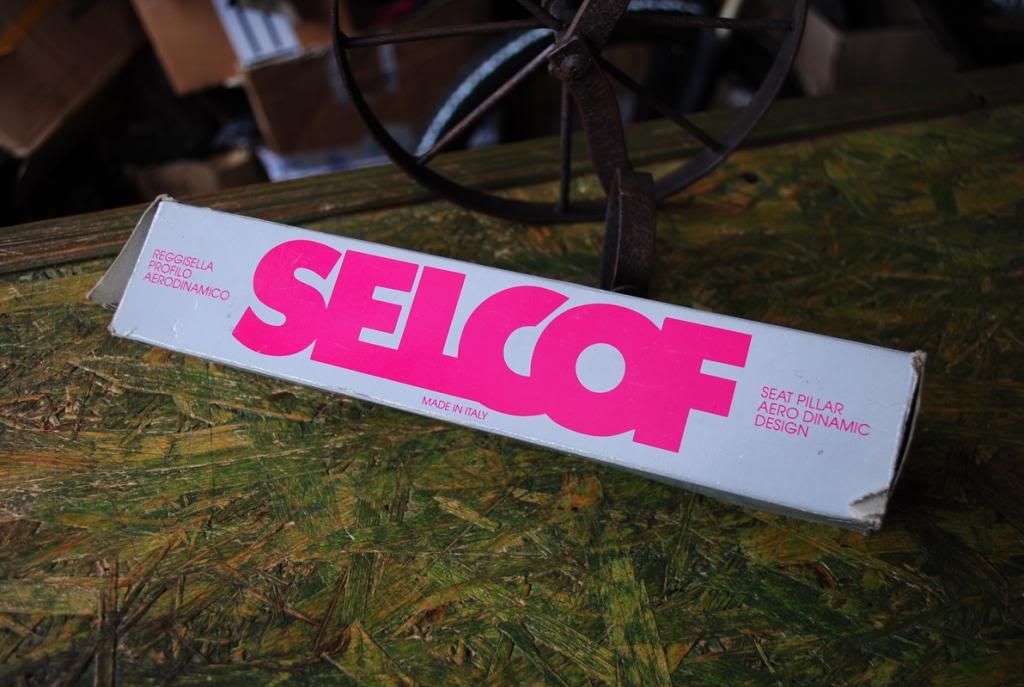 REGGISELLA
PROFILO
AERODINAMICO
SELCOF
MADE IN ITALY
SEAT PILLAR
AERO DINAMIC
DESIGN